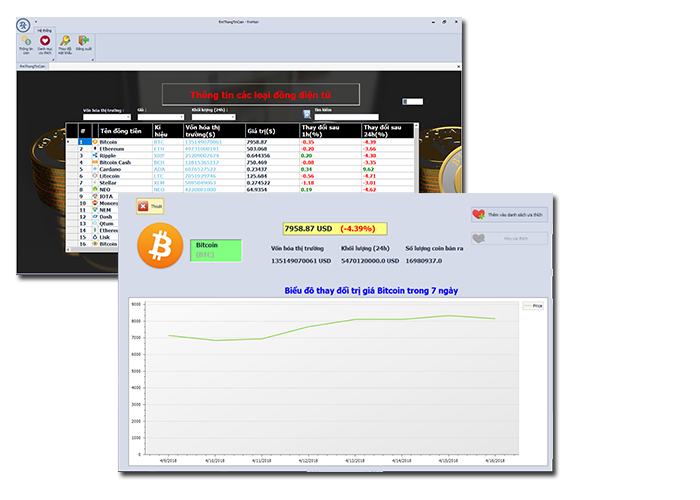 frmThongTinCoin - frmMain
Hệ thống
Thông tin coin
Danh mục ưa thích
Thay đổi mật khẩu
Đăng xuất
frmThongTinCoin
Thông tin các loại đồng điện tử
Vốn hóa thị trường : Giá : Khối lượng (24h) : Tìm kiếm
# Tên đồng tiền Kí hiệu Vốn hóa thị trường($) Giá trị($) Thay đổi sau 1h(%) Thay đổi sau 24h(%)
1 Bitcoin BTC 135149070061 7958.87 -0.35 -4.39
2 Ethereum ETH 49731000191 503.068 -0.20 -3.66
3 Ripple XRP 25209002674 0.644356 0.20 -4.30
4 Bitcoin Cash BCH 12815365212 750.469 -0.08 -3.35
5 Cardano ADA 6076527522 0.23437 0.34 9.62
6 Litecoin LTC 7051929746 125.684 -0.56 -4.71
7 Stellar XLM 5095049063 0.274522 -1.18 -3.01
8 NEO NEO 4220003000 64.9354 0.19 -4.62
9 IOTA
10 Monero
11 NEM
12 Dash
13 Qtum
14 Ethere
15 Lisk
16 Bitcoin
Thoát
Bitcoin
(BTC)
7958.87 USD (-4.39%)
Thêm vào danh sách ưa thích
Vốn hóa thị trường Khối lượng (24h) Số lượng coin bán ra
135149070061 USD 5470120000.0 USD 16980937.0
Biểu đồ thay đổi trị giá Bitcoin trong 7 ngày
Price
9000
8000
7000
6000
5000
4000
3000
2000
1000
0
4/9/2018 4/10/2018 4/11/2018 4/12/2018 4/13/2018 4/14/2018 4/15/2018 4/16/2018